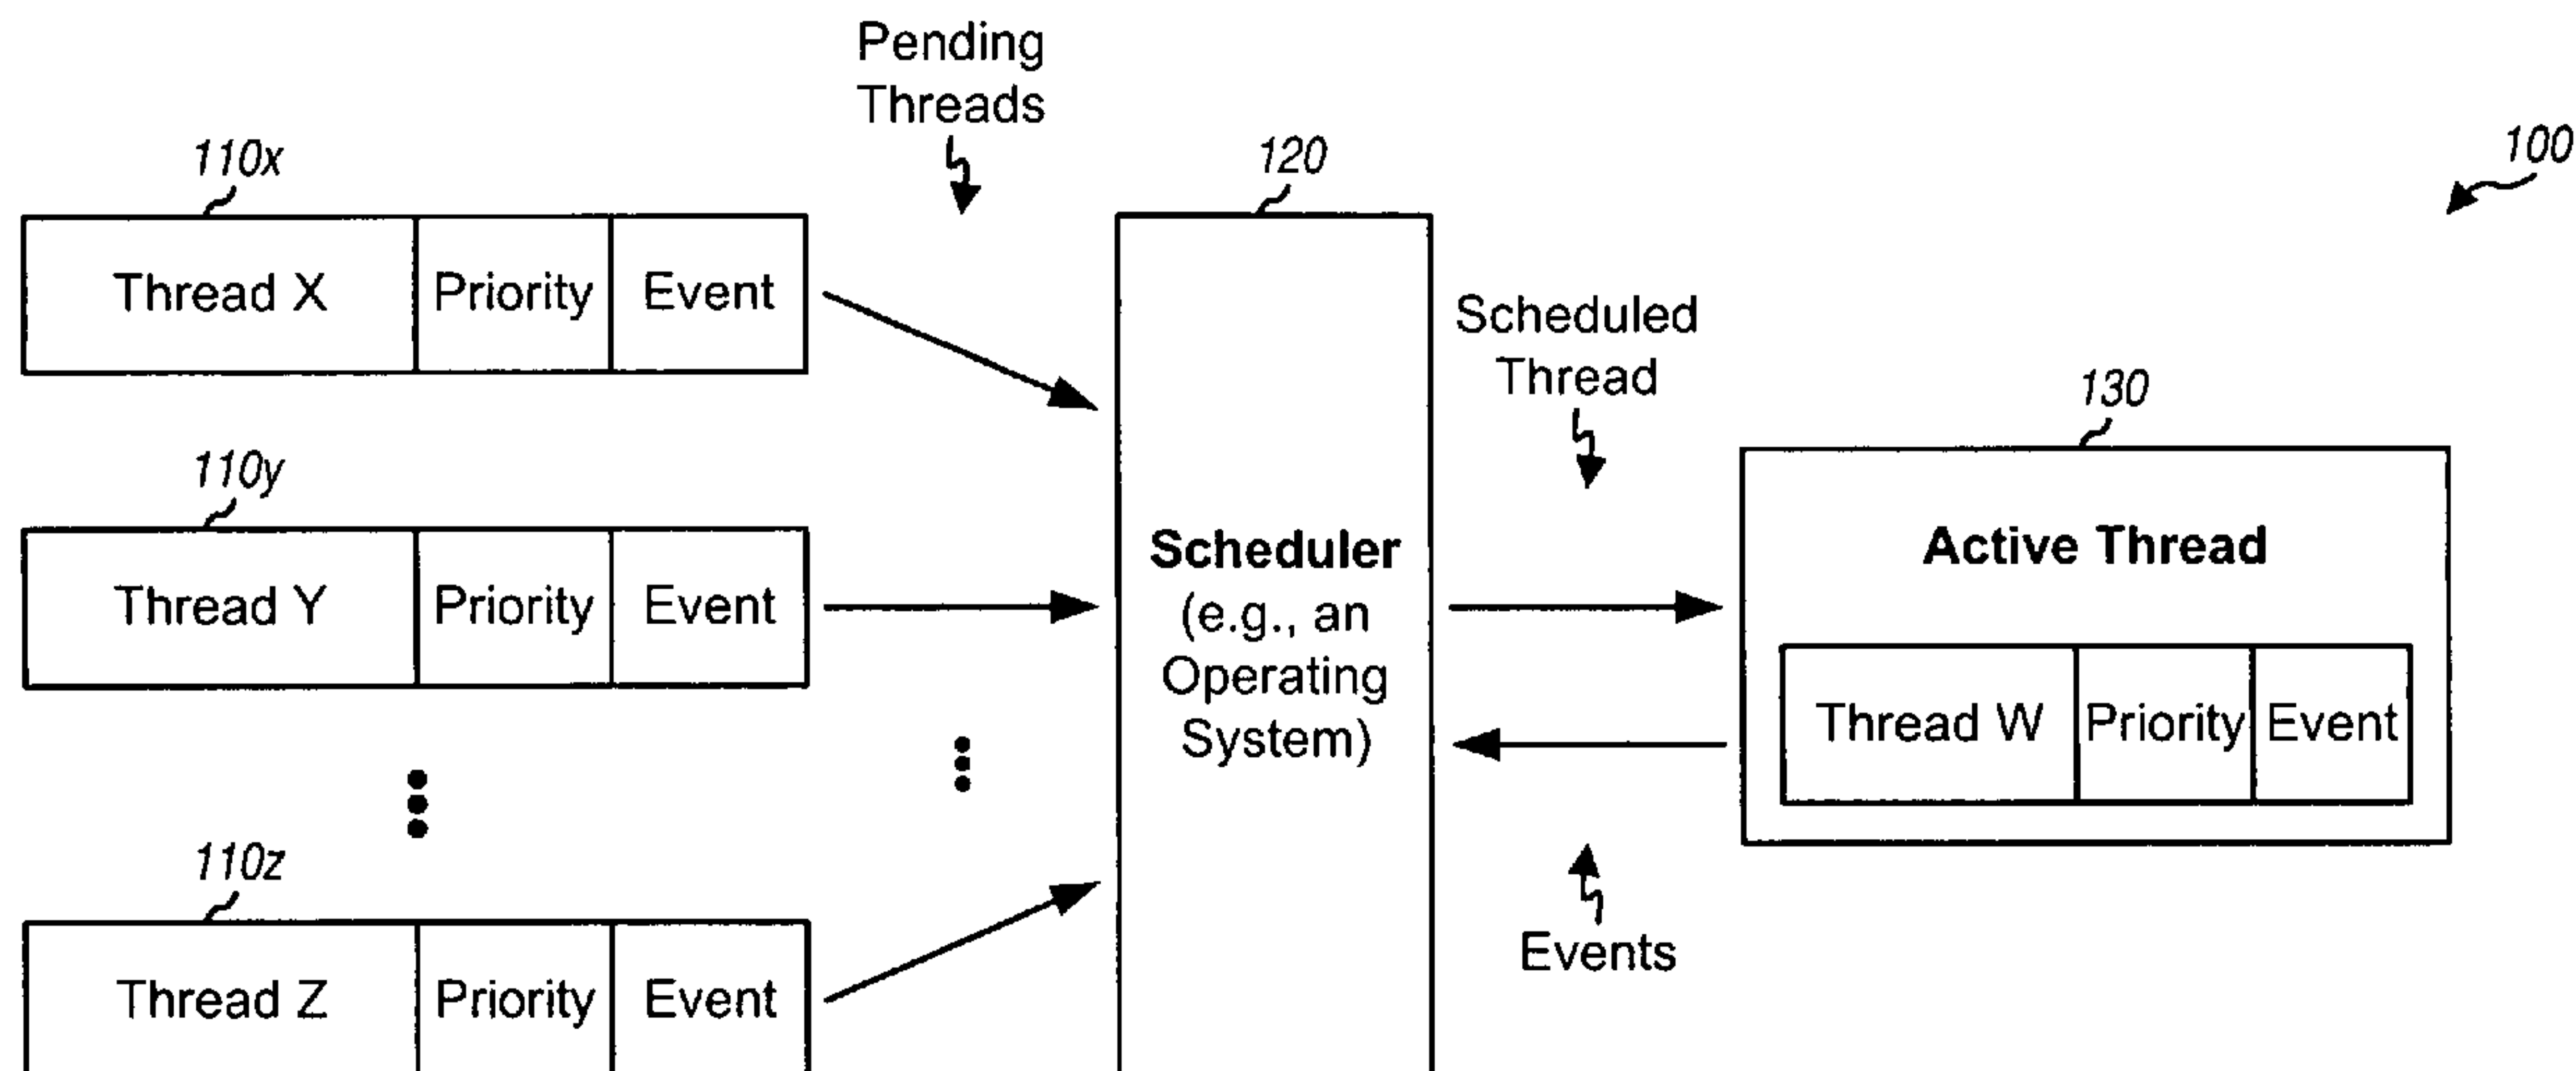 Pending
Threads
110x
120
100
Thread X Priority Event
Scheduled
Thread
130
110y
Thread Y Priority Event
Scheduler
(e.g., an
Operating
System)
Active Thread
Thread W Priority Event
110z
Thread Z Priority Event
Events